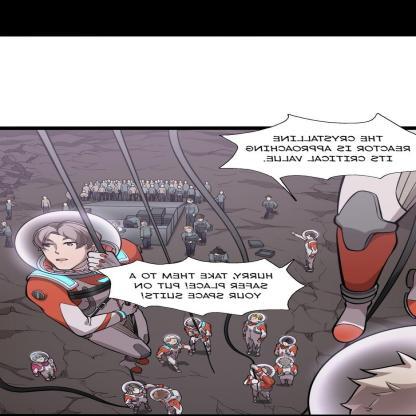 THE CRYSTALLINE
REACTOR IS APPROACHING
ITS CRITICAL VALUE.
HURRY, TAKE THEM TO A
SAFER PLACE! PUT ON
YOUR SPACE SUITS!